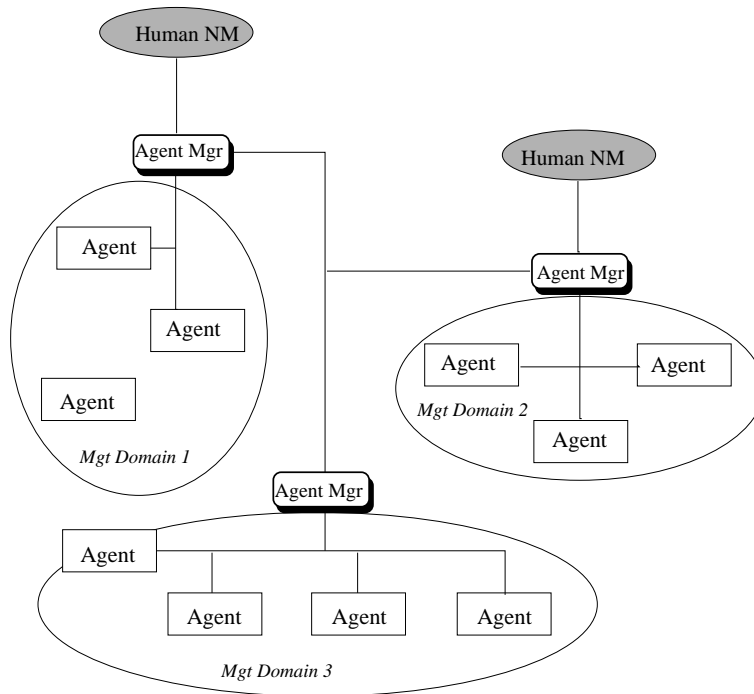 Human NM
Agent Mgr
Human NM
Agent
Agent Mgr
Agent
Agent
Agent
Agent
Mgt Domain 2
Agent
Mgt Domain 1
Agent Mgr
Agent
Agent
Agent
Agent
Mgt Domain 3